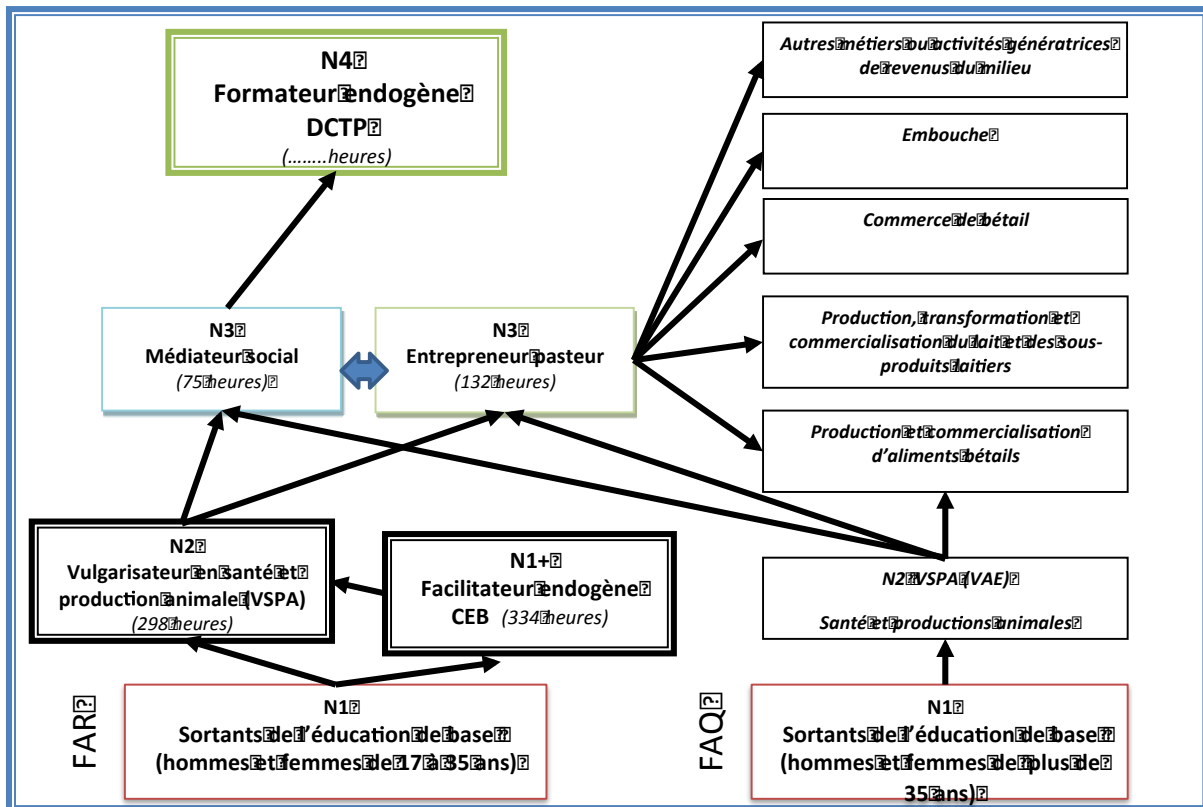 N4
Formateur endogène
DCTP
(........heures)
Autres métiers ou activités génératrices
de revenus du milieu
Embouche
Commerce de bétail
Production, transformation et
commercialisation du lait et des sous-
produits laitiers
Production et commercialisation
d'aliments bétails
N3
Médiateur social
(75 heures)
N3
Entrepreneur pasteur
(132 heures)
N2
Vulgarisateur en santé et
production animale (VSPA)
(298 heures)
N1+
Facilitateur endogène
CEB (334 heures)
N2 VSPA (VAE)
Santé et productions animales
FAR
N1
Sortants de l'éducation de base
(hommes et femmes de 17 à 35 ans)
FAQ
N1
Sortants de l'éducation de base
(hommes et femmes de plus de
35 ans)